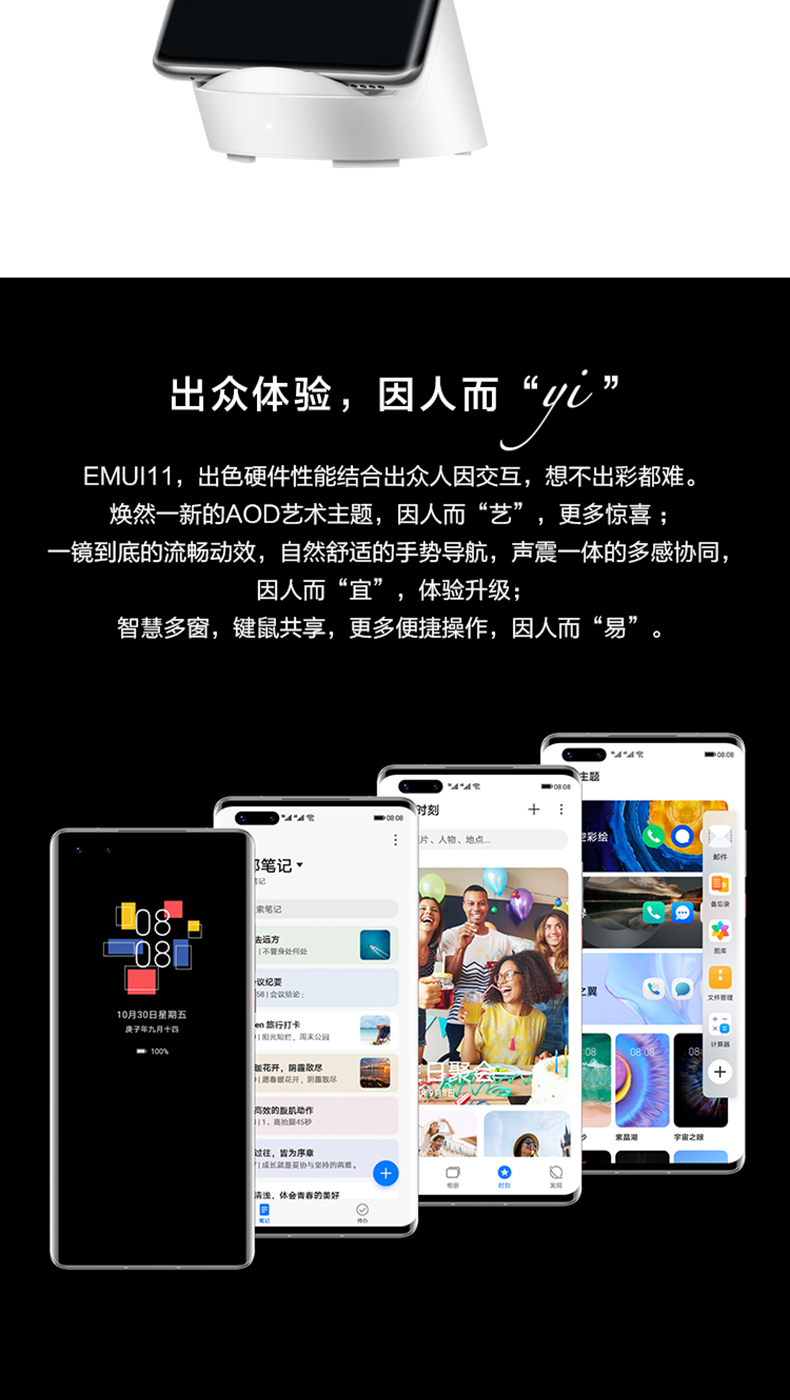 出众体验，因人而“yi”
EMUI11，出色硬件性能结合出众人因交互，想不出彩都难。
焕然一新的AOD艺术主题，因人而“艺”，更多惊喜；
一镜到底的流畅动效，自然舒适的手势导航，声震一体的多感协同，
因人而“宜”，体验升级；
智慧多窗，键鼠共享，更多便捷操作，因人而“易”。
08
08
10月30日星期五
庚子年九月十四
100%
08:08
笔记
笔记
索笔记
去远方
不管身处何处
议纪要
58 | 会议结论：
en 旅行打卡
阳光灿烂，周末公园
暖花开，阴霾散尽
愿春暖花开，阴霾散尽
高效的腹肌动作
1、高抬腿45秒
过往，皆为序章
成长就是妥协与坚持的两难。
清浅，体会青春的美好
笔记
待办
08:08
时刻
片、人物、地点...
日聚会
相册
时刻
发现
08:08
主题
空彩绘
之翼
邮件
备忘录
图库
文件管理
计算器
08
08:08
08:08
沙
紫晶湖
宇宙之眼